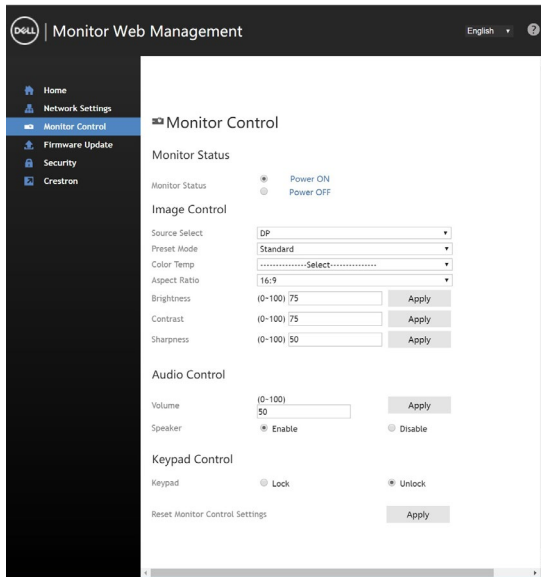 DELL | Monitor Web Management
English
?
Home
Network Settings
Monitor Control
Firmware Update
Security
Crestron
Monitor Control
Monitor Status
Monitor Status Power ON
Power OFF
Image Control
Source Select DP
Preset Mode Standard
Color Temp ---------------Select---------------
Aspect Ratio 16:9
Brightness (0~100) 75 Apply
Contrast (0~100) 75 Apply
Sharpness (0~100) 50 Apply
Audio Control
(0~100)
Volume 50 Apply
Speaker Enable Disable
Keypad Control
Keypad Lock Unlock
Reset Monitor Control Settings Apply